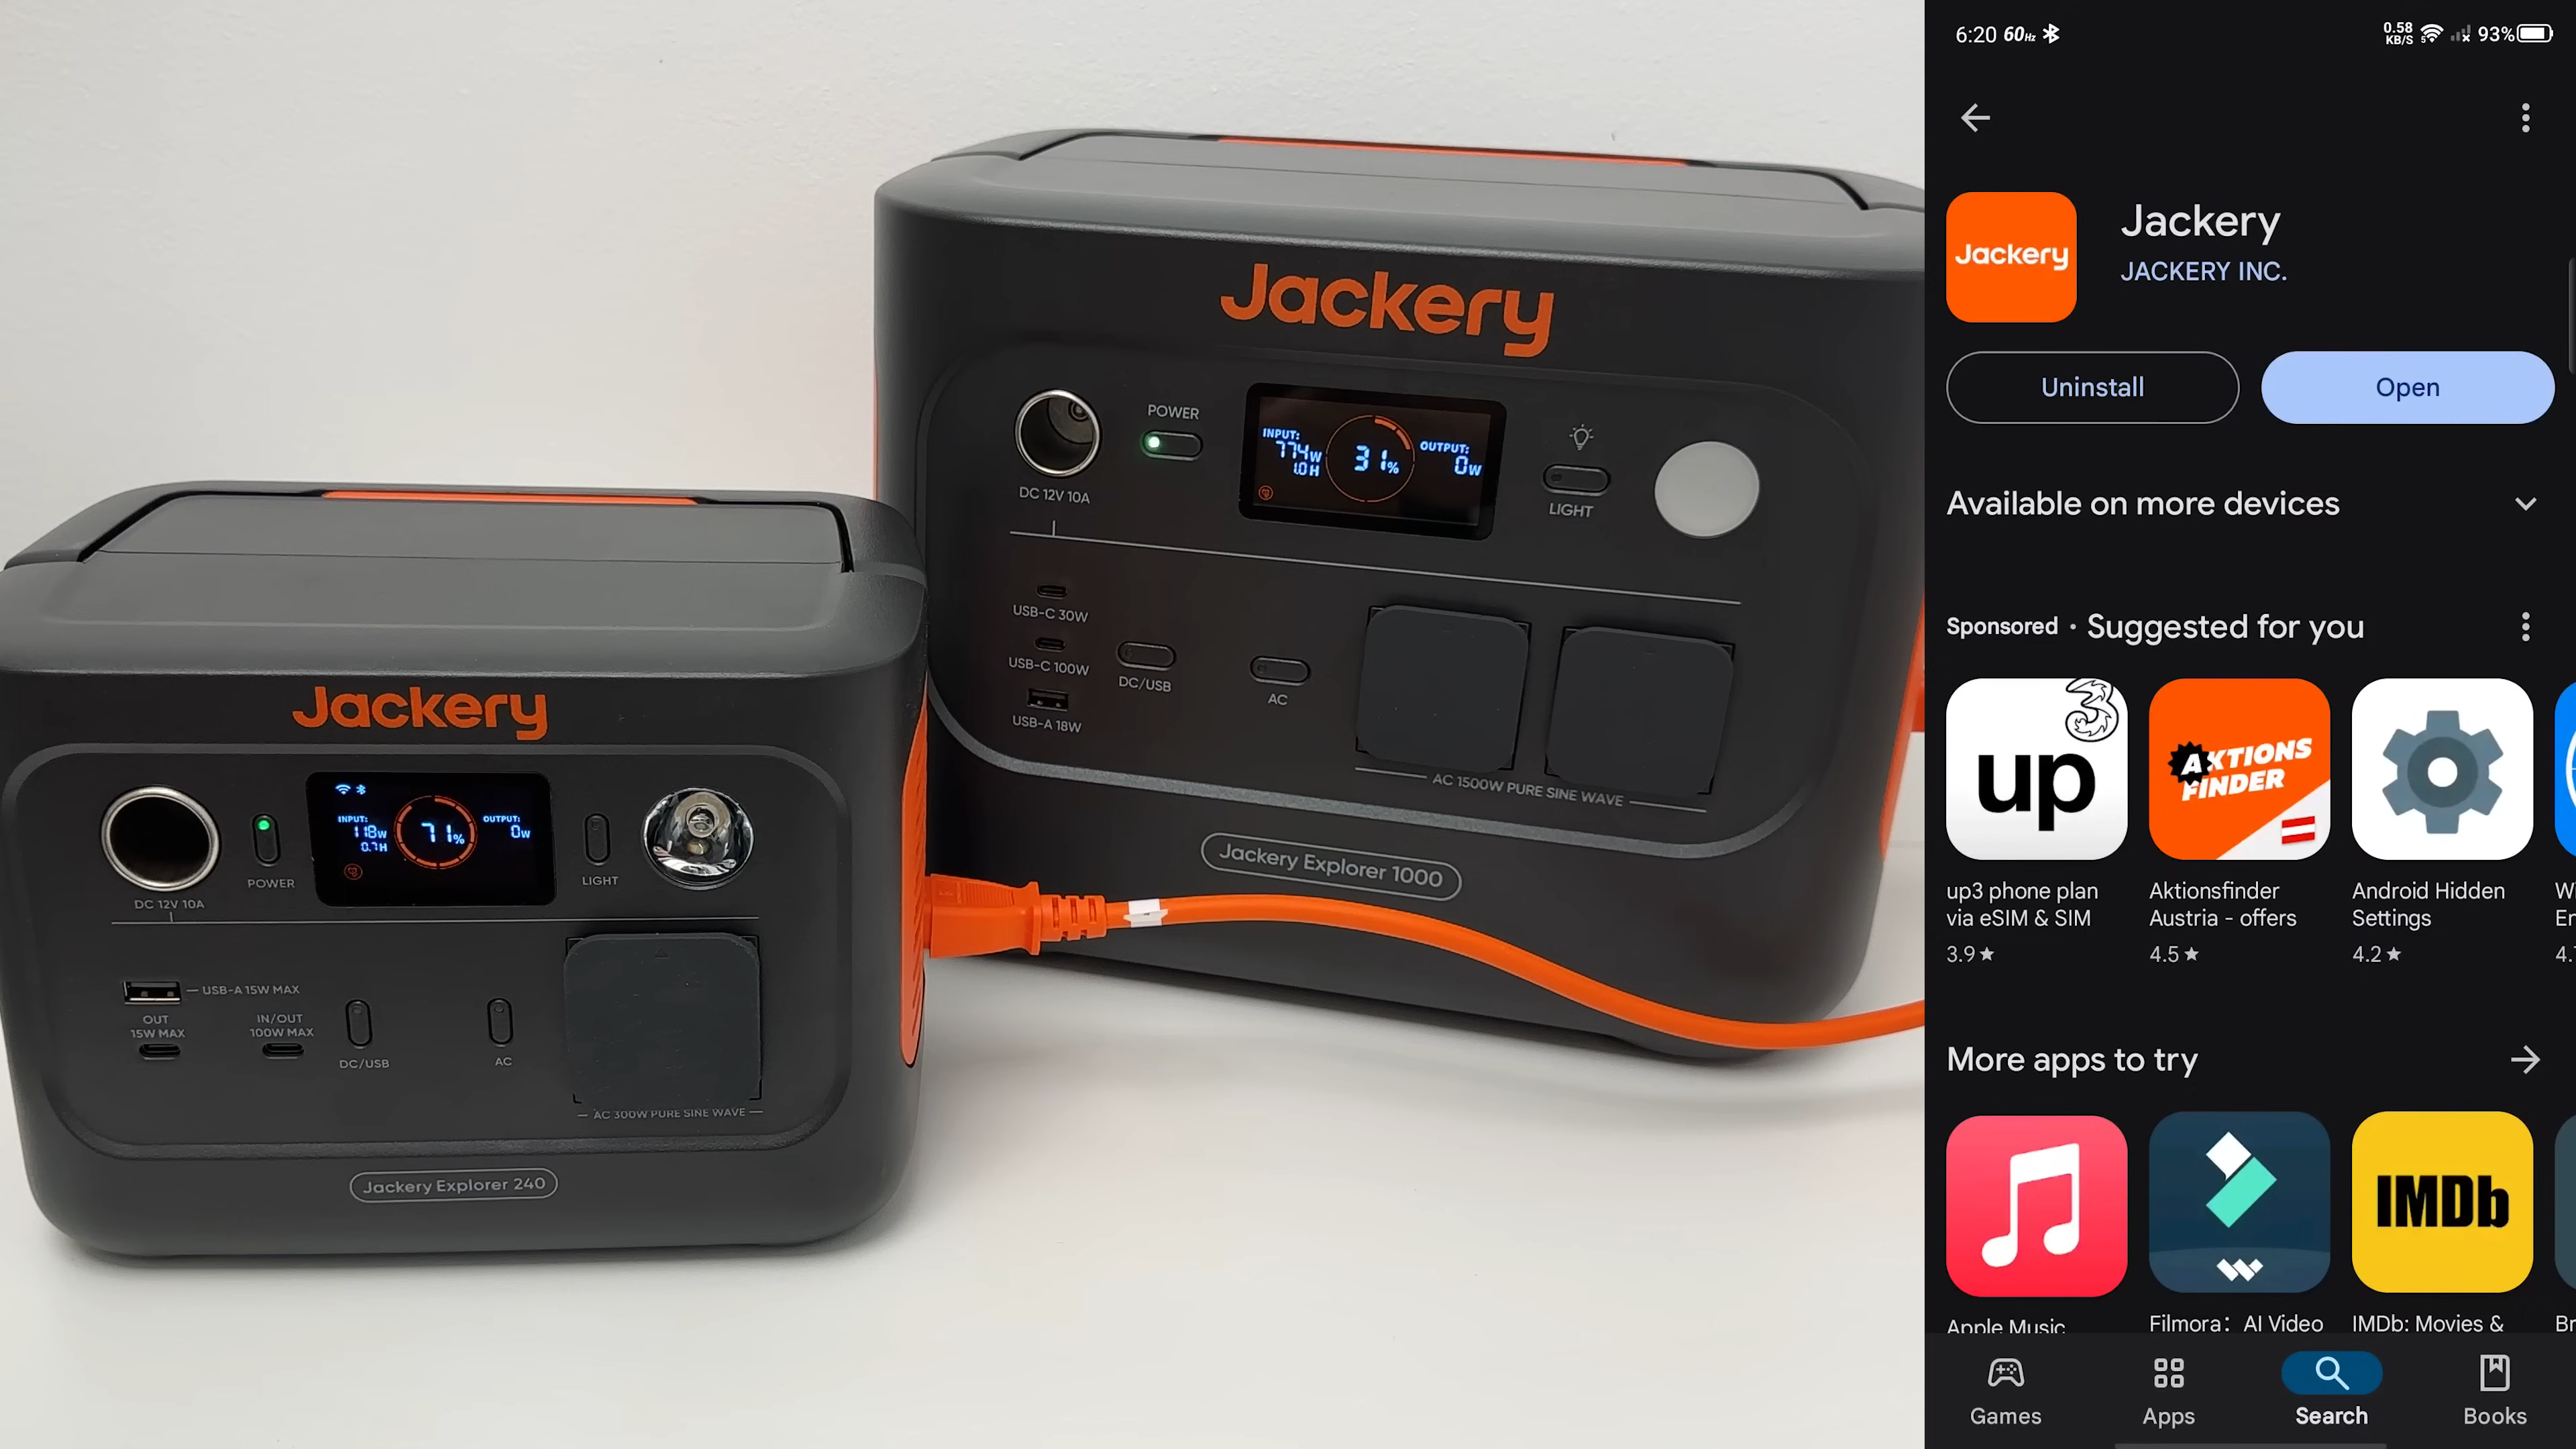 Jackery
POWER
DC 12V 10A
INPUT:
774W
1.0H
31%
OUTPUT:
0W
LIGHT
USB-C 30W
USB-C 100W
USB-A 18W
DC/USB
AC
AC 1500W PURE SINE WAVE
Jackery Explorer 1000
Jackery
DC 12V 10A
POWER
INPUT:
118W
0.7H
71%
OUTPUT:
0W
LIGHT
USB-A 15W MAX
OUT
15W MAX
IN/OUT
100W MAX
DC/USB
AC
AC 300W PURE SINE WAVE
Jackery Explorer 240
6:20 60Hz
0.58
KB/S
5
93%
Jackery
Jackery
JACKERY INC.
Uninstall
Open
Available on more devices
Sponsored • Suggested for you
3
up
AKTIONS
FINDER
up3 phone plan
via eSIM & SIM
3.9★
Aktionsfinder
Austria - offers
4.5★
Android Hidden
Settings
4.2★
W
Er
4.
More apps to try
IMDb
Apple Music
Filmora: AI Video
IMDb: Movies &
Br
Games
Apps
Search
Books